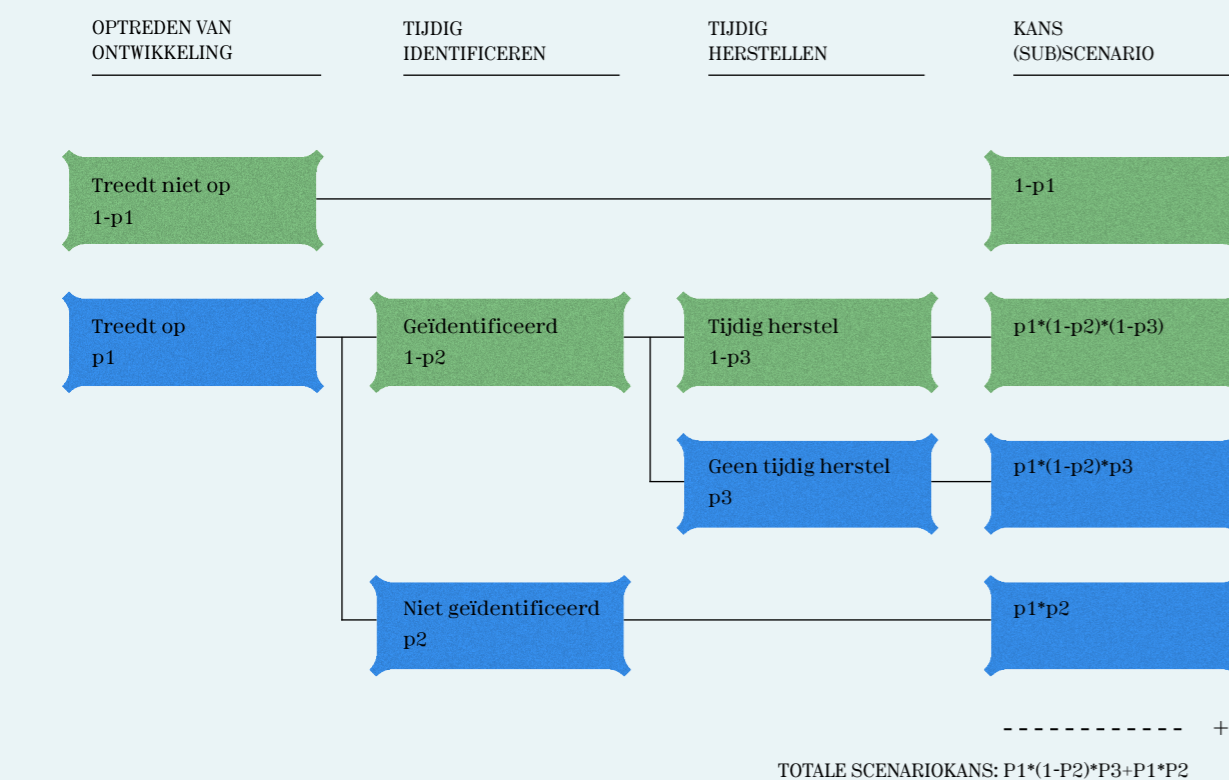 OPTREDEN VAN
ONTWIKKELING
TIJDIG
IDENTIFICEREN
TIJDIG
HERSTELLEN
KANS
(SUB)SCENARIO
Treedt niet op
1-p1
1-p1
Treedt op
p1
Geïdentificeerd
1-p2
Tijdig herstel
1-p3
p1*(1-p2)*(1-p3)
Geen tijdig herstel
p3
p1*(1-p2)*p3
Niet geïdentificeerd
p2
p1*p2
- - - - - - - - - - - - - +
TOTALE SCENARIOKANS: P1*(1-P2)*P3+P1*P2